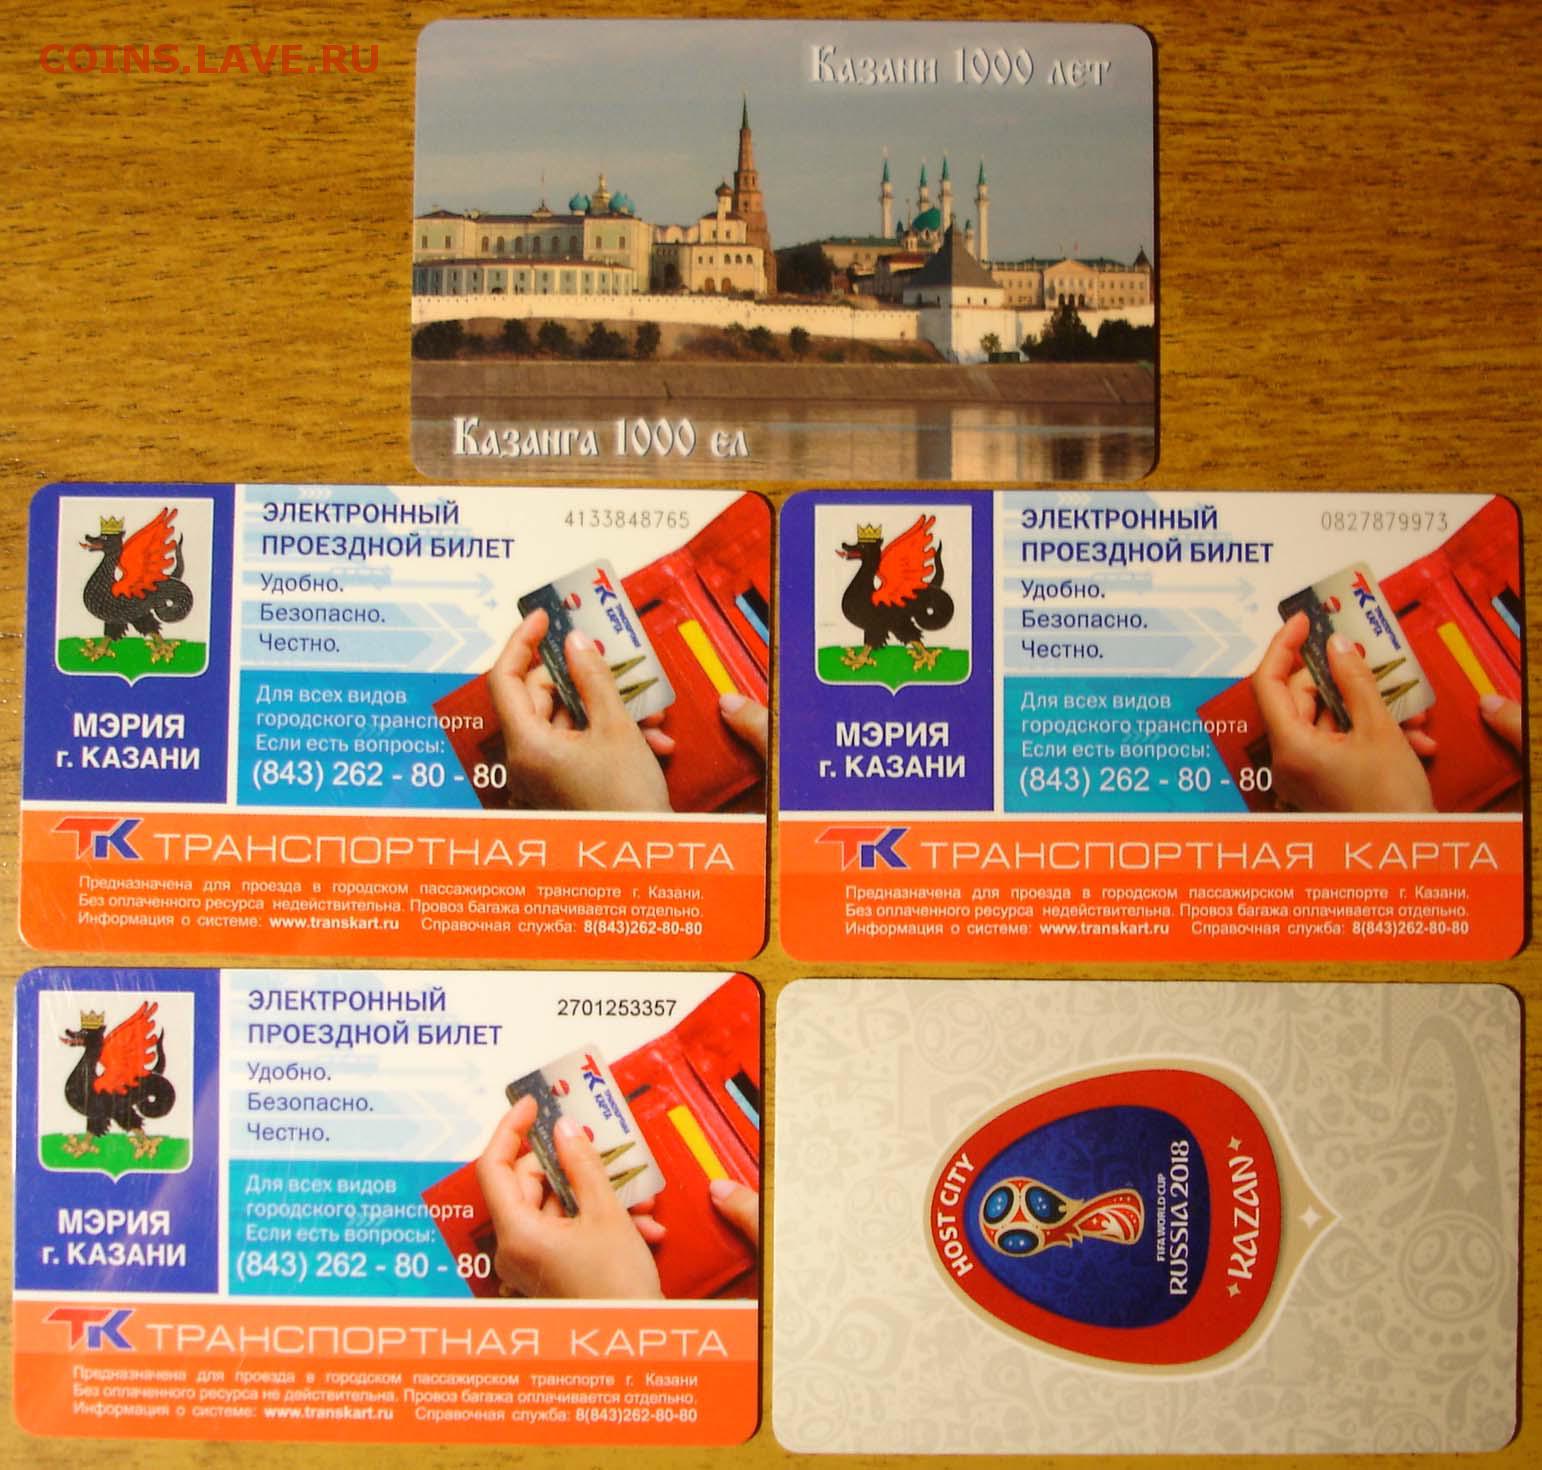 COINS.LAVE.RU
Казани 1000 лет
Казанга 1000 ел
МЭРИЯ
г. КАЗАНИ
ЭЛЕКТРОННЫЙ
ПРОЕЗДНОЙ БИЛЕТ
4133848765
Удобно.
Безопасно.
Честно.
ТК ТРАНСПОРТНАЯ КАРТА
Для всех видов
городского транспорта
Если есть вопросы:
(843) 262 - 80 - 80
ТК ТРАНСПОРТНАЯ КАРТА
Предназначена для проезда в городском пассажирском транспорте г. Казани.
Без оплаченного ресурса недействительна. Провоз багажа оплачивается отдельно.
Информация о системе: www.transkart.ru Справочная служба: 8(843)262-80-80
МЭРИЯ
г. КАЗАНИ
ЭЛЕКТРОННЫЙ
ПРОЕЗДНОЙ БИЛЕТ
0827879973
Удобно.
Безопасно.
Честно.
ТК ТРАНСПОРТНАЯ КАРТА
Для всех видов
городского транспорта
Если есть вопросы:
(843) 262 - 80 - 80
ТК ТРАНСПОРТНАЯ КАРТА
Предназначена для проезда в городском пассажирском транспорте г. Казани.
Без оплаченного ресурса недействительна. Провоз багажа оплачивается отдельно.
Информация о системе: www.transkart.ru Справочная служба: 8(843)262-80-80
МЭРИЯ
г. КАЗАНИ
ЭЛЕКТРОННЫЙ
ПРОЕЗДНОЙ БИЛЕТ
2701253357
Удобно.
Безопасно.
Честно.
ТК ТРАНСПОРТНАЯ КАРТА
Для всех видов
городского транспорта
Если есть вопросы:
(843) 262 - 80 - 80
ТК ТРАНСПОРТНАЯ КАРТА
Предназначена для проезда в городском пассажирском транспорте г. Казани
Без оплаченного ресурса не действительна. Провоз багажа оплачивается отдельно.
Информация о системе: www.transkart.ru Справочная служба: 8(843)262-80-80
HOST CITY
FIFA WORLD CUP
RUSSIA 2018
KAZAN